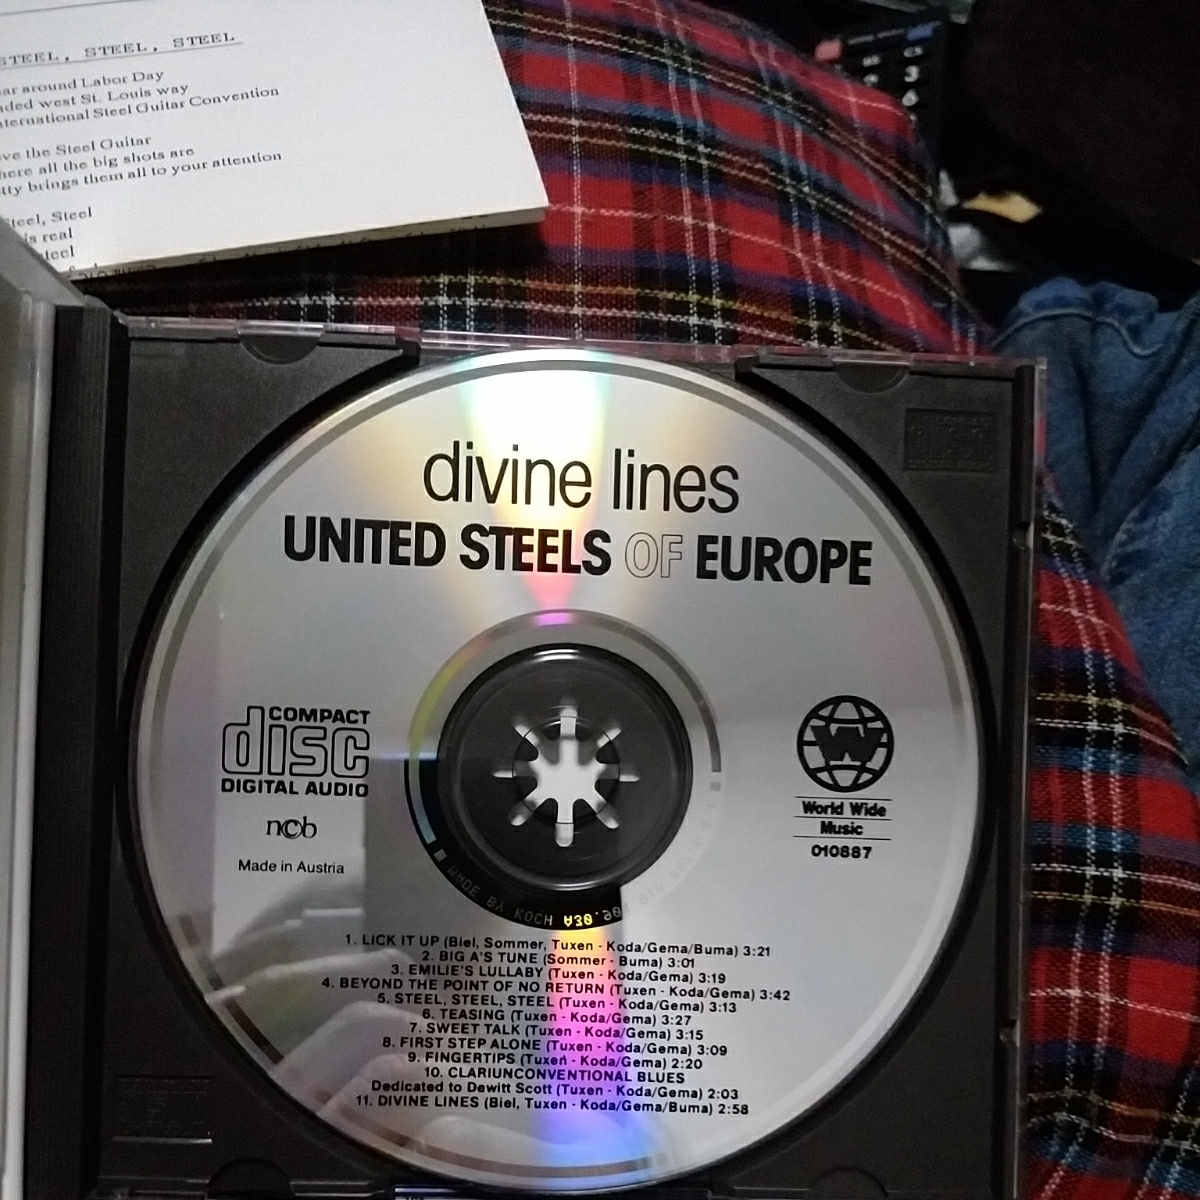 STEEL, STEEL, STEEL
around Labor Day
west St. Louis way
Steel Guitar Convention
the Steel Guitar
all the big shots are
brings them all to your attention
Steel, Steel
is real
steel
divine lines
UNITED STEELS OF EUROPE
COMPACT
disc
DIGITAL AUDIO
ncb
Made in Austria
W
World Wide
Music
010887
MADE BY KOCH
1. LICK IT UP (Biel, Sommer, Tuxen - Koda/Gema/Buma) 3:21
2. BIG A'S TUNE (Sommer - Buma) 3:01
3. EMILIE'S LULLABY (Tuxen - Koda/Gema) 3:19
4. BEYOND THE POINT OF NO RETURN (Tuxen - Koda/Gema) 3:42
5. STEEL, STEEL, STEEL (Tuxen - Koda/Gema) 3:13
6. TEASING (Tuxen - Koda/Gema) 3:27
7. SWEET TALK (Tuxen - Koda/Gema) 3:15
8. FIRST STEP ALONE (Tuxen - Koda/Gema) 3:09
9. FINGERTIPS (Tuxen - Koda/Gema) 2:20
10. CLARIUNCONVENTIONAL BLUES
Dedicated to Dewitt Scott (Tuxen - Koda/Gema) 2:03
11. DIVINE LINES (Biel, Tuxen - Koda/Gema/Buma) 2:58